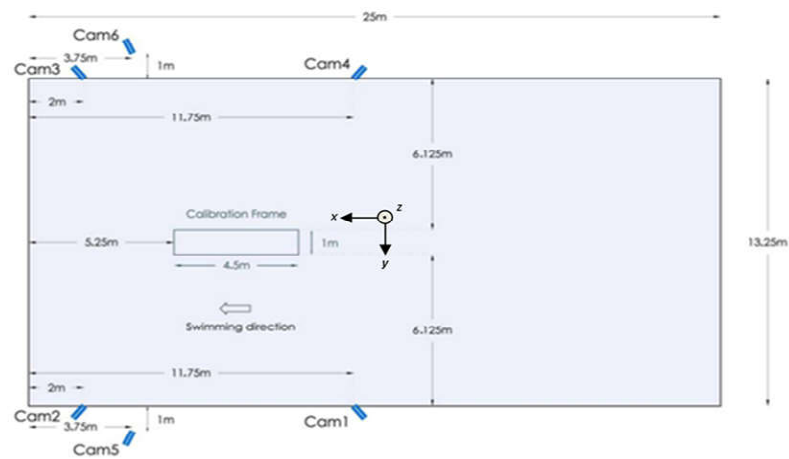 25m
Cam6
3.75m
1m
Cam3
Cam4
2m
11.75m
6.125m
Calibration Frame
x
z
y
5.25m
1m
13.25m
4.5m
Swimming direction
6.125m
11.75m
2m
Cam2
3.75m
1m
Cam1
Cam5